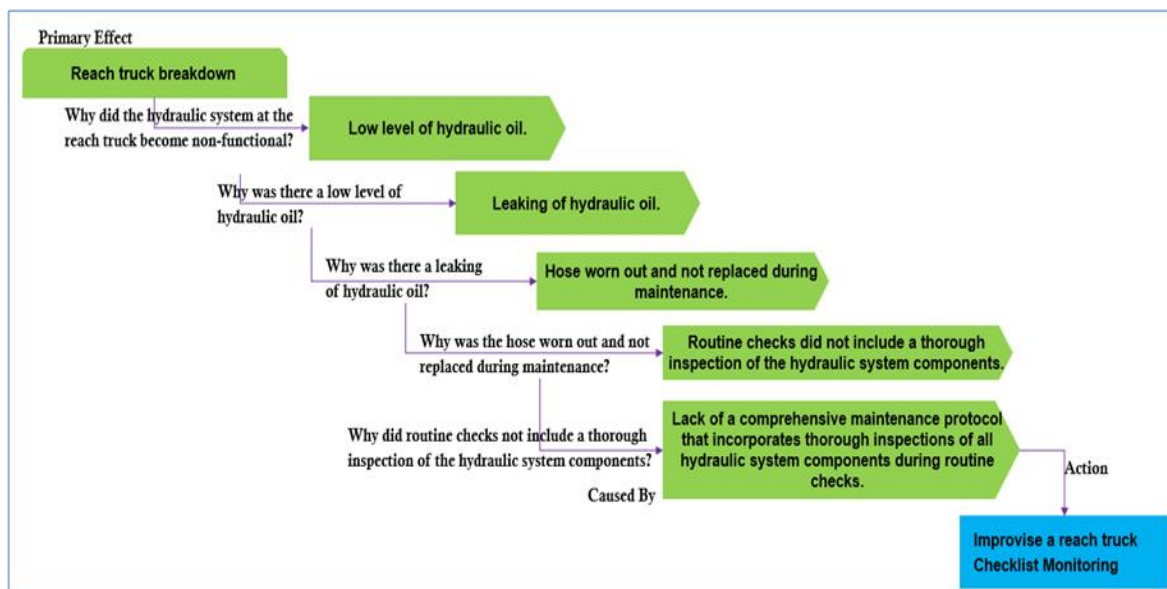 Primary Effect
Reach truck breakdown
Why did the hydraulic system at the
reach truck become non-functional?
Low level of hydraulic oil.
Why was there a low level of
hydraulic oil?
Leaking of hydraulic oil.
Why was there a leaking
of hydraulic oil?
Hose worn out and not replaced during
maintenance.
Why was the hose worn out and not
replaced during maintenance?
Routine checks did not include a thorough
inspection of the hydraulic system components.
Why did routine checks not include a thorough
inspection of the hydraulic system components?
Caused By
Lack of a comprehensive maintenance protocol
that incorporates thorough inspections of all
hydraulic system components during routine
checks.
Action
Improvise a reach truck
Checklist Monitoring